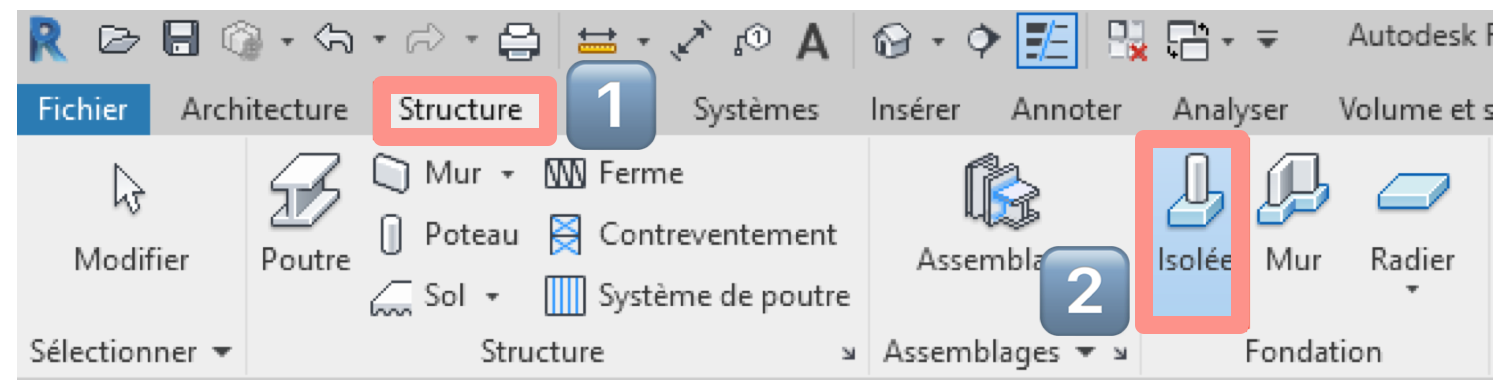 R 1 A Autodesk R
Fichier Architecture Structure 1 Systèmes Insérer Annoter Analyser Volume et s
Mur Ferme
Poteau Contreventement
Modifier Poutre Assembla 2 Isolée Mur Radier
Sol Système de poutre
Sélectionner Structure Assemblages Fondation